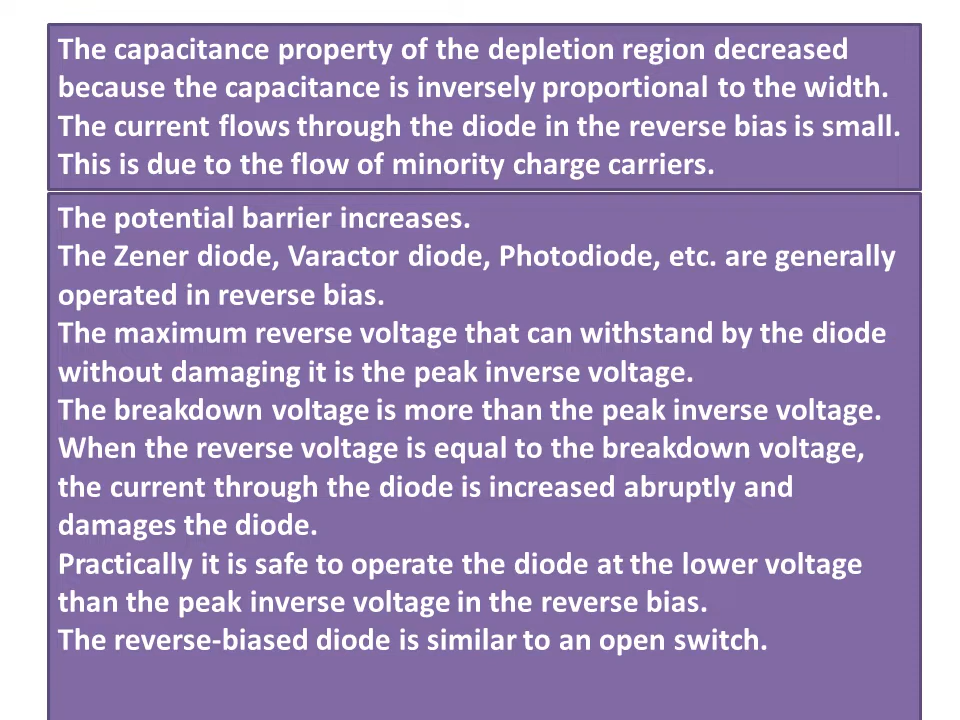 The capacitance property of the depletion region decreased
because the capacitance is inversely proportional to the width.
The current flows through the diode in the reverse bias is small.
This is due to the flow of minority charge carriers.
The potential barrier increases.
The Zener diode, Varactor diode, Photodiode, etc. are generally
operated in reverse bias.
The maximum reverse voltage that can withstand by the diode
without damaging it is the peak inverse voltage.
The breakdown voltage is more than the peak inverse voltage.
When the reverse voltage is equal to the breakdown voltage,
the current through the diode is increased abruptly and
damages the diode.
Practically it is safe to operate the diode at the lower voltage
than the peak inverse voltage in the reverse bias.
The reverse-biased diode is similar to an open switch.